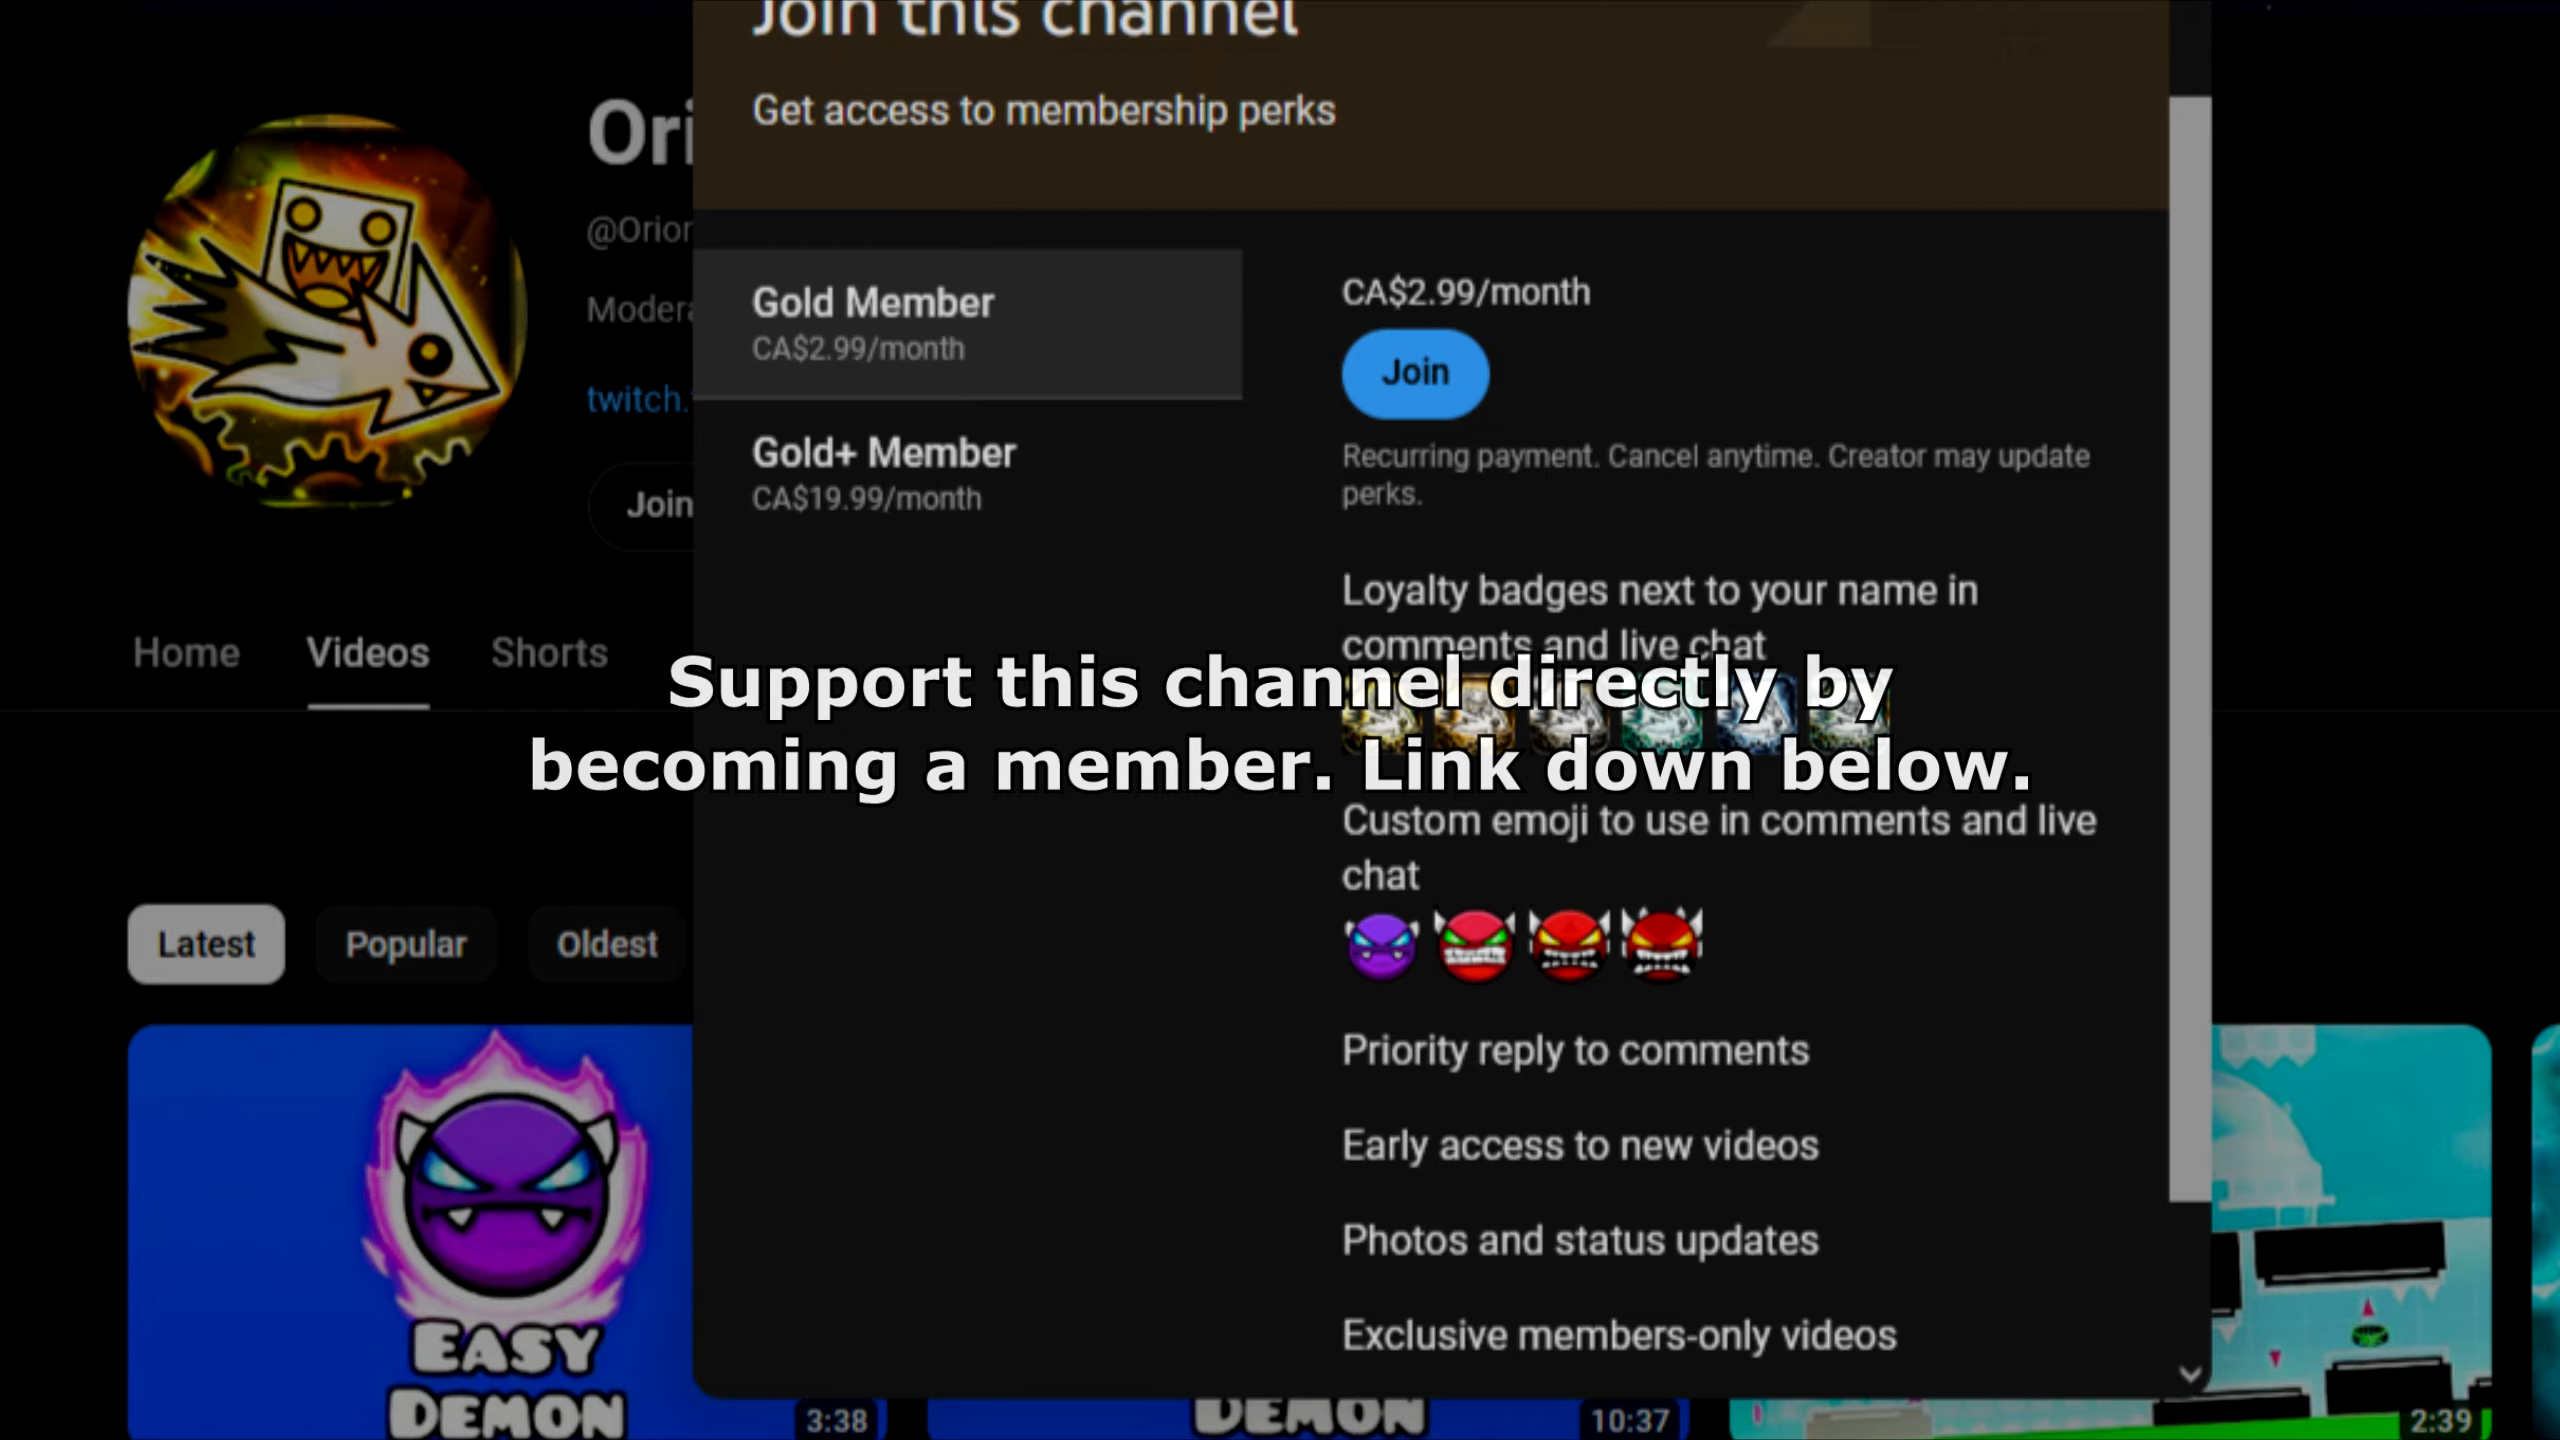 Join this channel
Get access to membership perks
Ori
@Orior
Modera
twitch.
Join
Gold Member
CA$2.99/month
Gold+ Member
CA$19.99/month
CA$2.99/month
Join
Recurring payment. Cancel anytime. Creator may update
perks.
Loyalty badges next to your name in
comments and live chat
Home
Videos
Shorts
Support this channel directly by
becoming a member. Link down below.
Custom emoji to use in comments and live
chat
Latest
Popular
Oldest
Priority reply to comments
Early access to new videos
Photos and status updates
Exclusive members-only videos
EASY
DEMON
3:38
DEMON
10:37
2:39